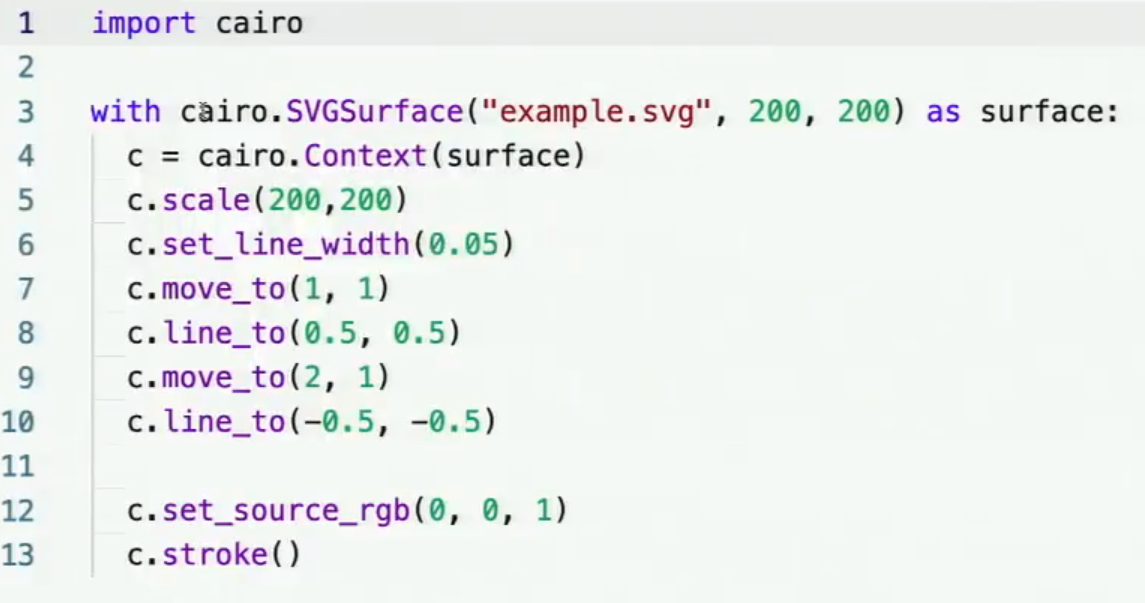 1 import cairo
2
3 with cairo.SVGSurface("example.svg", 200, 200) as surface:
4 c = cairo.Context(surface)
5 c.scale(200,200)
6 c.set_line_width(0.05)
7 c.move_to(1, 1)
8 c.line_to(0.5, 0.5)
9 c.move_to(2, 1)
10 c.line_to(-0.5, -0.5)
11
12 c.set_source_rgb(0, 0, 1)
13 c.stroke()